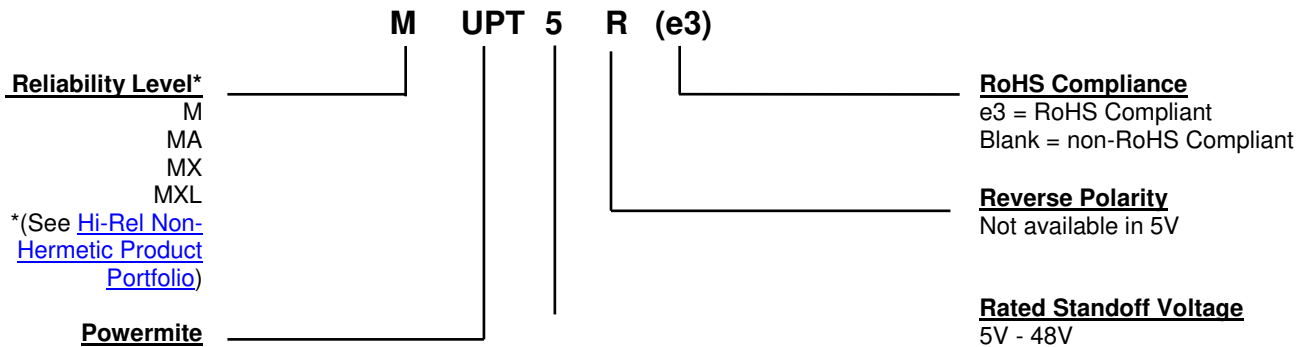 M UPT 5 R (e3)
Reliability Level*
M
MA
MX
MXL
*(See Hi-Rel Non-
Hermetic Product
Portfolio)
Powermite
RoHS Compliance
e3 = RoHS Compliant
Blank = non-RoHS Compliant
Reverse Polarity
Not available in 5V
Rated Standoff Voltage
5V - 48V